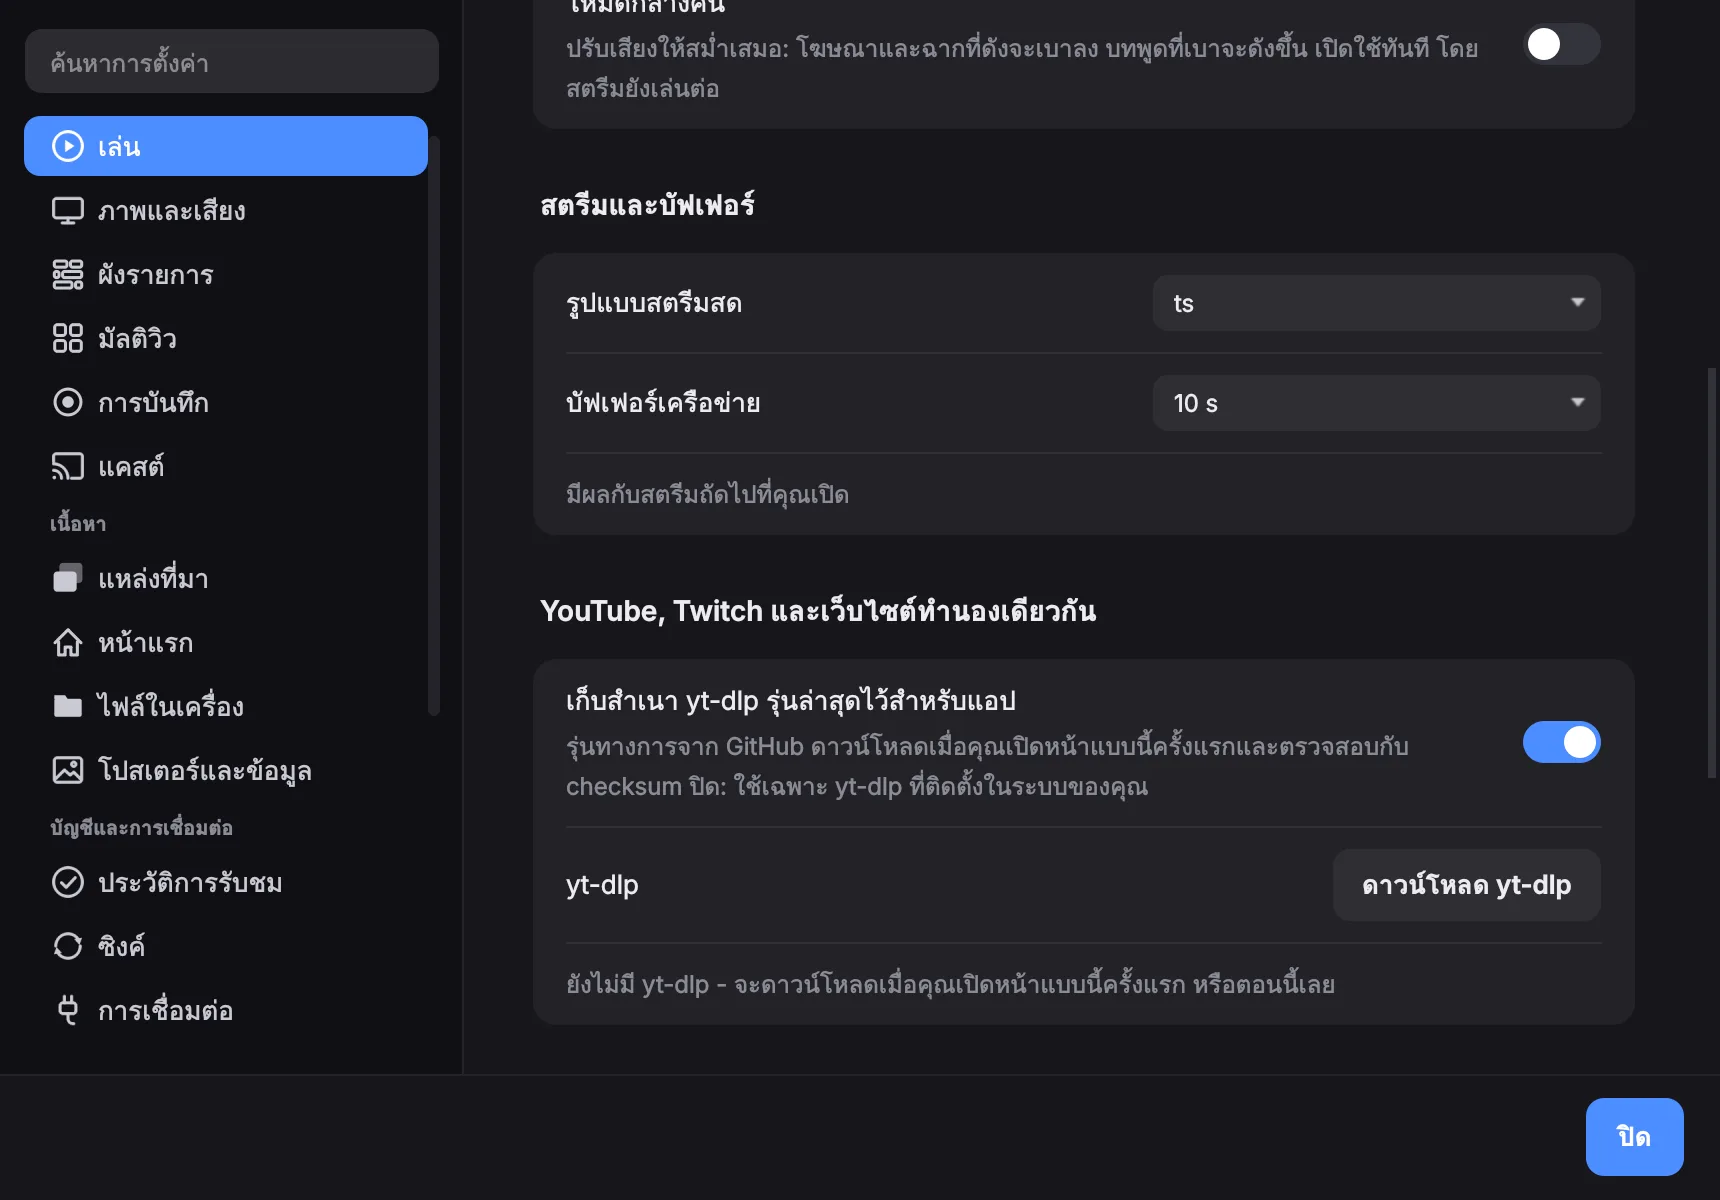 ค้นหาการตั้งค่า
เล่น
ภาพและเสียง
ผังรายการ
มัลติวิว
การบันทึก
แคสต์
เนื้อหา
แหล่งที่มา
หน้าแรก
ไฟล์ในเครื่อง
โปสเตอร์และข้อมูล
บัญชีและการเชื่อมต่อ
ประวัติการรับชม
ซิงค์
การเชื่อมต่อ
โหมดกลางคืน
ปรับเสียงให้สม่ำเสมอ: โฆษณาและฉากที่ดังจะเบาลง บทพูดที่เบาจะดังขึ้น เปิดใช้ทันที โดย
สตรีมยังเล่นต่อ
สตรีมและบัฟเฟอร์
รูปแบบสตรีมสด
ts
บัฟเฟอร์เครือข่าย
10 s
มีผลกับสตรีมถัดไปที่คุณเปิด
YouTube, Twitch และเว็บไซต์ทำนองเดียวกัน
เก็บสำเนา yt-dlp รุ่นล่าสุดไว้สำหรับแอป
รุ่นทางการจาก GitHub ดาวน์โหลดเมื่อคุณเปิดหน้าแบบนี้ครั้งแรกและตรวจสอบกับ
checksum ปิด: ใช้เฉพาะ yt-dlp ที่ติดตั้งในระบบของคุณ
yt-dlp
ดาวน์โหลด yt-dlp
ยังไม่มี yt-dlp - จะดาวน์โหลดเมื่อคุณเปิดหน้าแบบนี้ครั้งแรก หรือตอนนี้เลย
ปิด